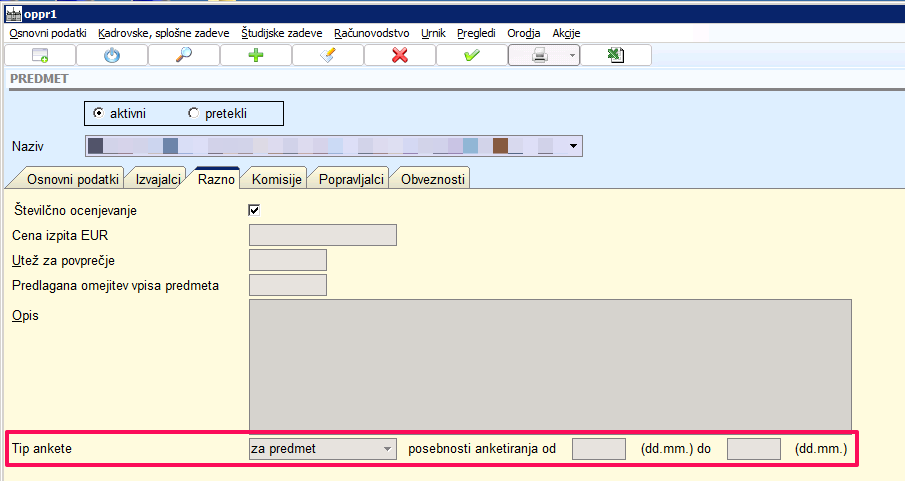 oppr1
Osnovni podatki Kadrovske, splošne zadeve Študijske zadeve Računovodstvo Urnik Pregledi Orodja Akcije
PREDMET
aktivni pretekli
Naziv
Osnovni podatki Izvajalci Razno Komisije Popravljalci Obveznosti
Številčno ocenjevanje
Cena izpita EUR
Utež za povprečje
Predlagana omejitev vpisa predmeta
Opis
Tip ankete za predmet posebnosti anketiranja od (dd.mm.) do (dd.mm.)